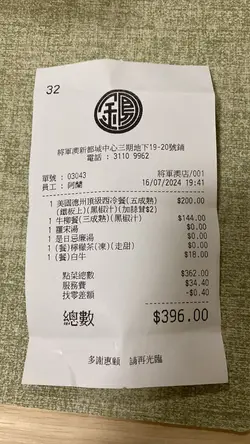 32
將軍澳新都城中心三期地下19-20號鋪
電話 : 3110 9962
單號 : 03043 將軍澳店/001
員工 : 阿蘭 16/07/2024 19:41
1 美國德州頂級西冷餐(五成熟) $200.00
(鐵板上)(黑椒汁)(加蒜蓉$2)
1 牛柳餐(三成熟)(黑椒汁) $144.00
1 羅宋湯 $0.00
1 是日忌廉湯 $0.00
1 (餐)檸檬茶(凍)(走甜) $0.00
1 (餐)白牛 $18.00
點菜總數 $362.00
服務費 $34.40
找零差額 -$0.40
總數 $396.00
多謝惠顧 請再光臨